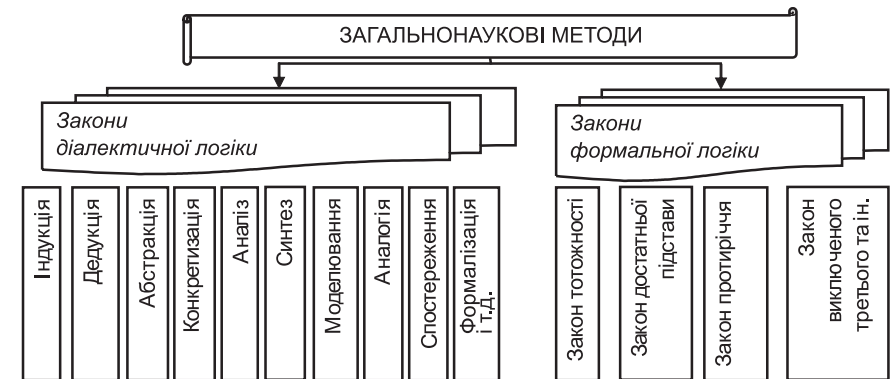 ЗАГАЛЬНОНАУКОВІ МЕТОДИ
Закони
діалектичної логіки
Закони
формальної логіки
Індукція
Дедукція
Абстракція
Конкретизація
Аналіз
Синтез
Моделювання
Аналогія
Спостереження
Формалізація
і т.д.
Закон тотожності
Закон достатньої
підстави
Закон протиріччя
Закон
виключеного
третього та ін.